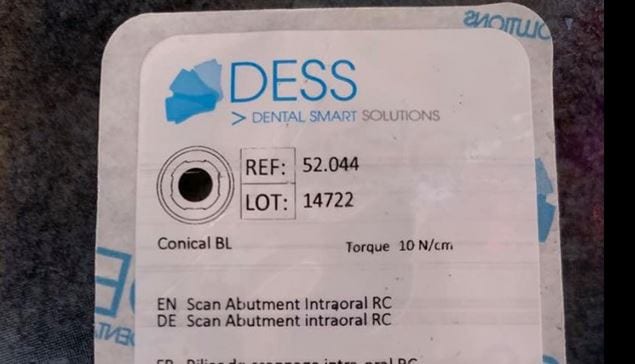 DESS
> DENTAL SMART SOLUTIONS
REF: 52.044
LOT: 14722
Conical BL Torque 10 N/cm
EN Scan Abutment Intraoral RC
DE Scan Abutment intraoral RC